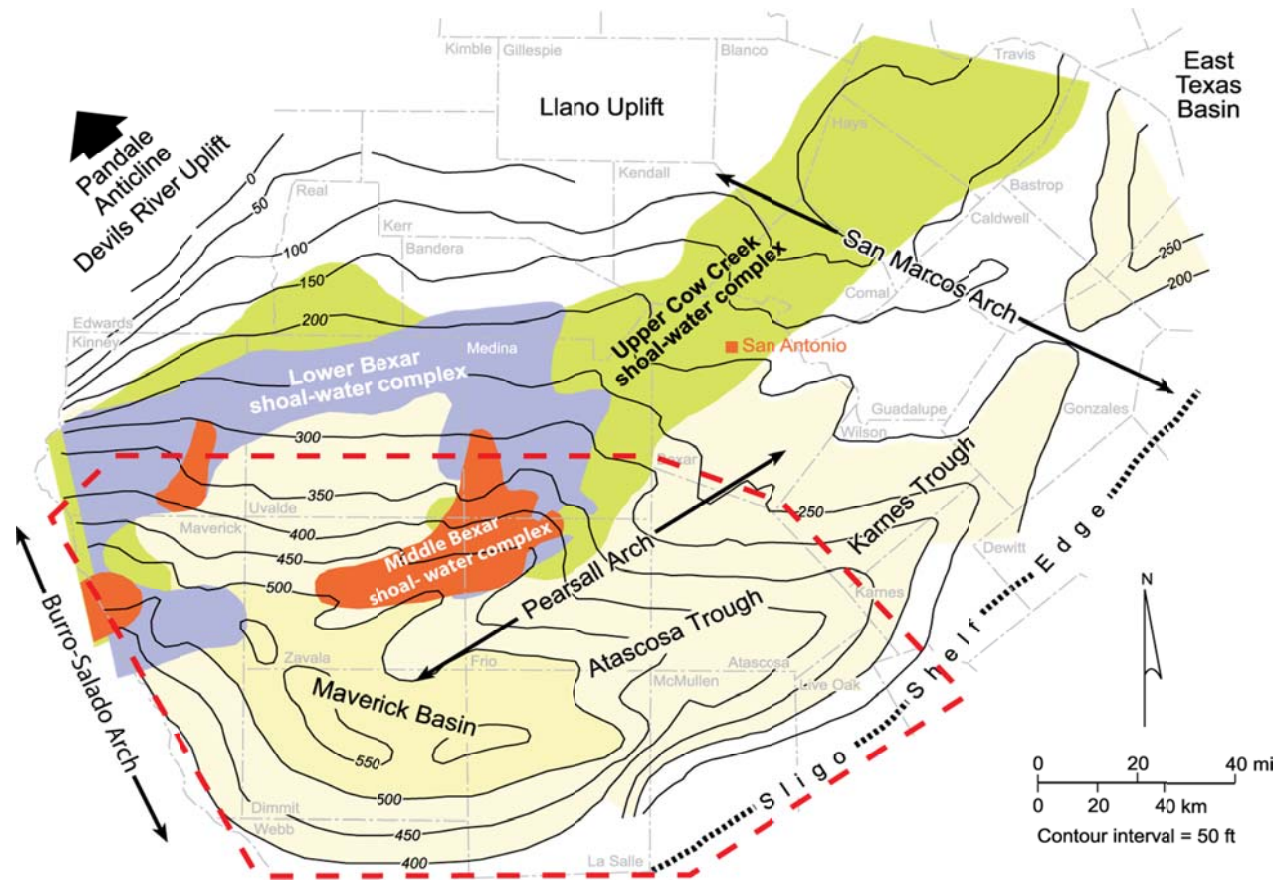 Kimble
Gillespie
Blanco
Travis
East
Texas
Basin
Llano Uplift
Hays
Pandale
Anticline
Devils River Uplift
0
50
Real
Kendall
Bastrop
Caldwell
100
Kerr
Bandera
San Marcos Arch
250
200
150
Upper Cow Creek
shoal-water complex
Comal
200
Edwards
Kinney
Medina
San Antonio
Lower Bexar
shoal-water complex
Guadalupe
Gonzales
Wilson
300
Bexar
350
Uvalde
Maverick
250
Karnes Trough
400
450
Middle Bexar
shoal- water complex
Dewitt
500
Pearsall Arch
Karnes
N
Burro-Salado Arch
Atascosa Trough
Zavala
Frio
Atascosa
McMullen
Live Oak
Maverick Basin
Sligo Shelf Edge
550
500
Dimmit
Webb
450
400
La Salle
0 20 40 mi
0 20 40 km
Contour interval = 50 ft